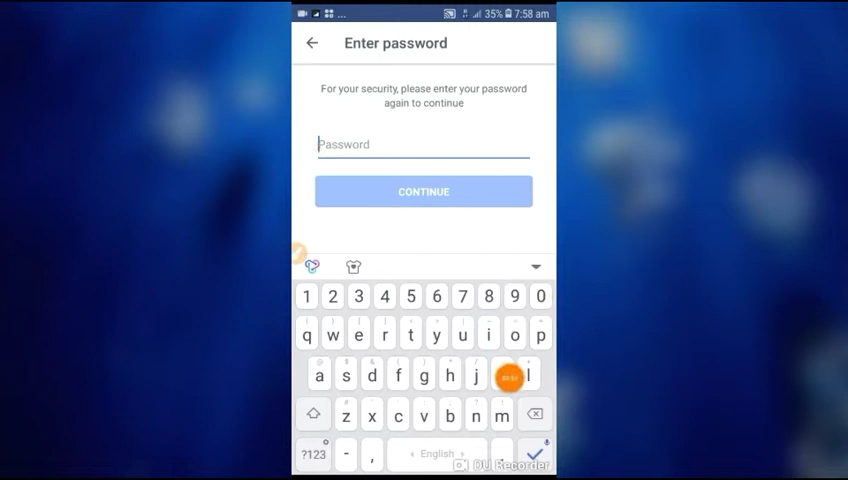 ... 35% 7:58 am
Enter password
For your security, please enter your password
again to continue
Password
CONTINUE
1 2 3 4 5 6 7 8 9 0
q w e r t y u i o p
a s d f g h j l
z x c v b n m
?123 - , English .
DU Recorder